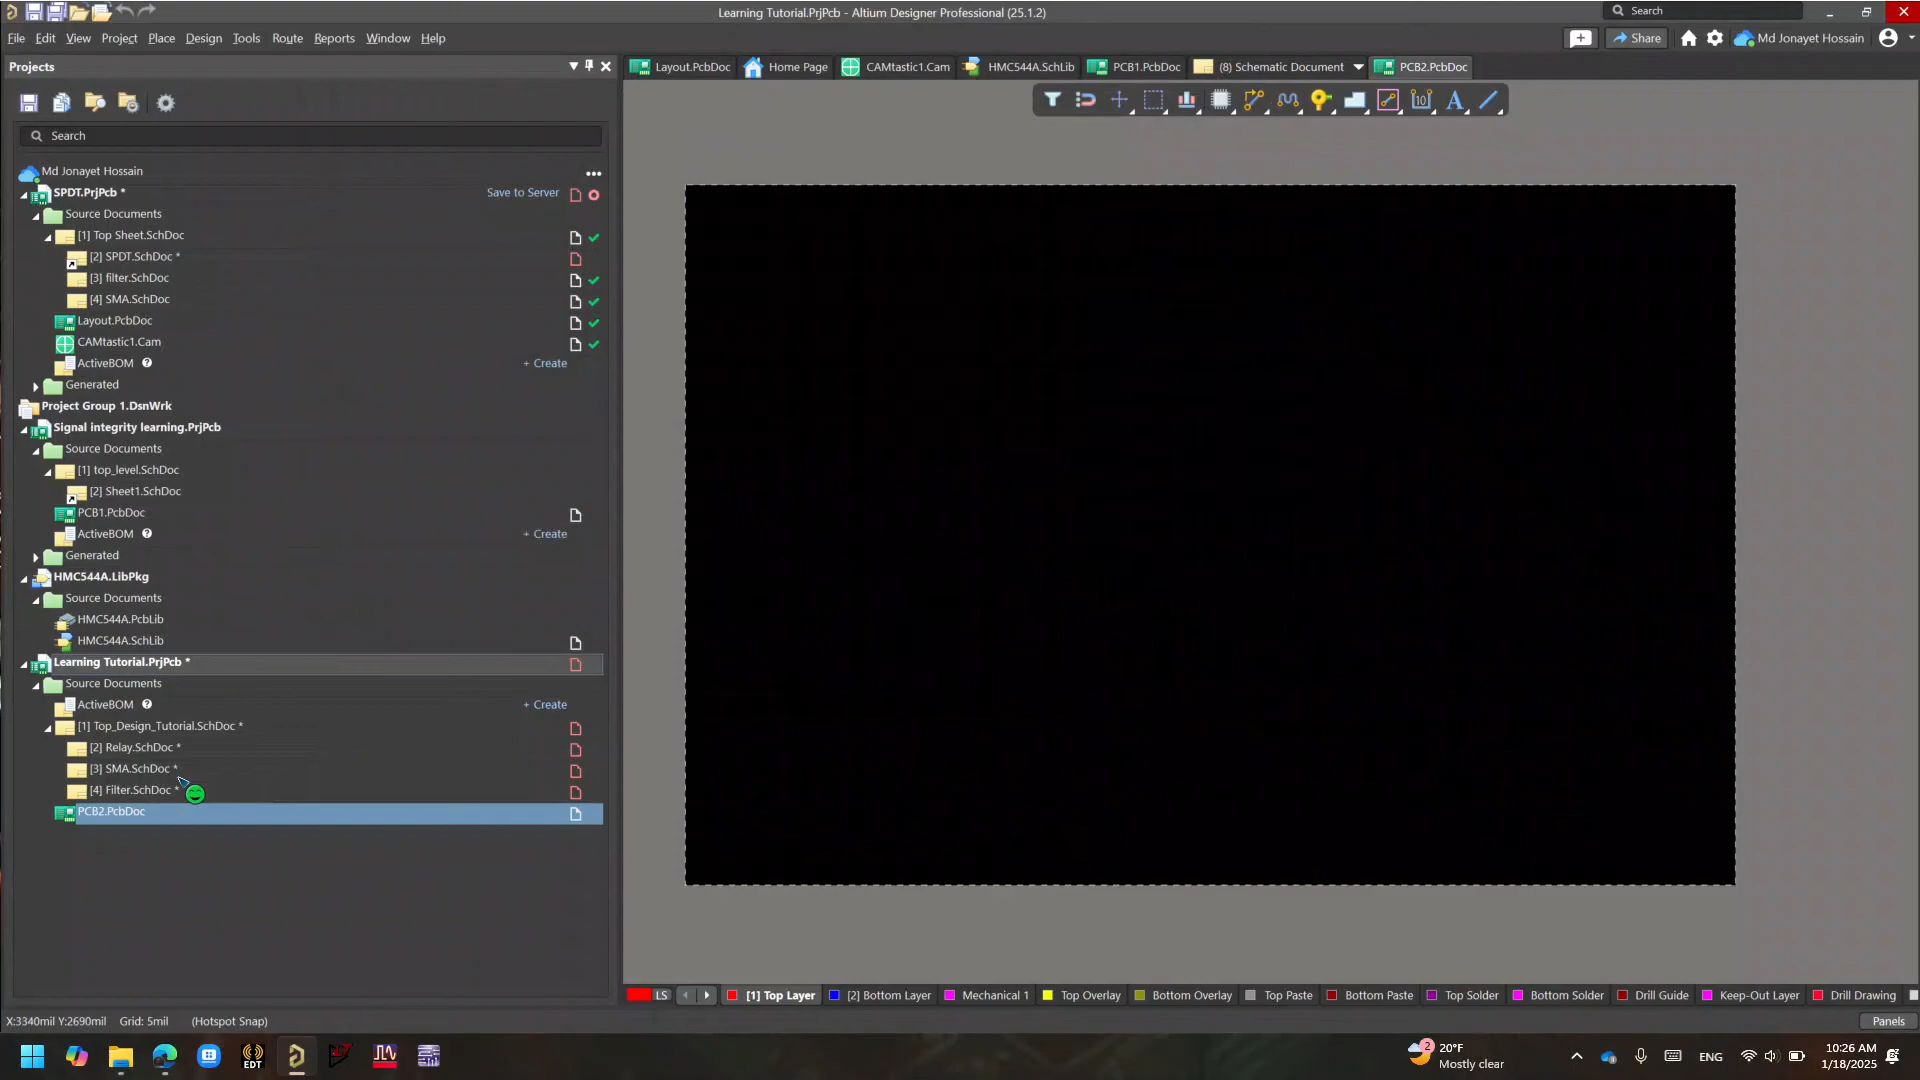 Learning Tutorial.PrjPcb - Altium Designer Professional (25.1.2)
Search
File Edit View Project Place Design Tools Route Reports Window Help
Share
Md Jonayet Hossain
Projects
Layout.PcbDoc
Home Page
CAMtastic1.Cam
HMC544A.SchLib
PCB1.PcbDoc
(8) Schematic Document
PCB2.PcbDoc
10
A
Search
Md Jonayet Hossain
SPDT.PrjPcb *
Save to Server
Source Documents
[1] Top Sheet.SchDoc
[2] SPDT.SchDoc *
[3] filter.SchDoc
[4] SMA.SchDoc
Layout.PcbDoc
CAMtastic1.Cam
ActiveBOM
+ Create
Generated
Project Group 1.DsnWrk
Signal integrity learning.PrjPcb
Source Documents
[1] top_level.SchDoc
[2] Sheet1.SchDoc
PCB1.PcbDoc
ActiveBOM
+ Create
Generated
HMC544A.LibPkg
Source Documents
HMC544A.PcbLib
HMC544A.SchLib
Learning Tutorial.PrjPcb *
Source Documents
ActiveBOM
+ Create
[1] Top_Design_Tutorial.SchDoc *
[2] Relay.SchDoc *
[3] SMA.SchDoc *
[4] Filter.SchDoc *
PCB2.PcbDoc
LS
[1] Top Layer
[2] Bottom Layer
Mechanical 1
Top Overlay
Bottom Overlay
Top Paste
Bottom Paste
Top Solder
Bottom Solder
Drill Guide
Keep-Out Layer
Drill Drawing
X:3340mil Y:2690mil Grid: 5mil (Hotspot Snap)
Panels
EDT
2
20°F
Mostly clear
ENG
10:26 AM
1/18/2025